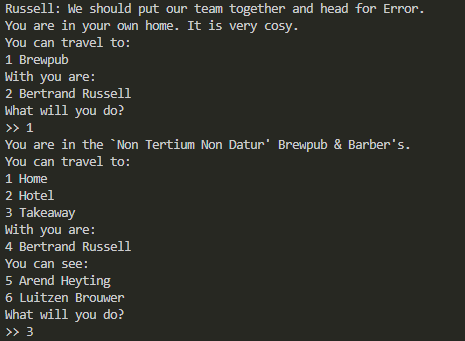 Russell: We should put our team together and head for Error.
You are in your own home. It is very cosy.
You can travel to:
1 Brewpub
With you are:
2 Bertrand Russell
What will you do?
>> 1
You are in the `Non Tertium Non Datur' Brewpub & Barber's.
You can travel to:
1 Home
2 Hotel
3 Takeaway
With you are:
4 Bertrand Russell
You can see:
5 Arend Heyting
6 Luitzen Brouwer
What will you do?
>> 3